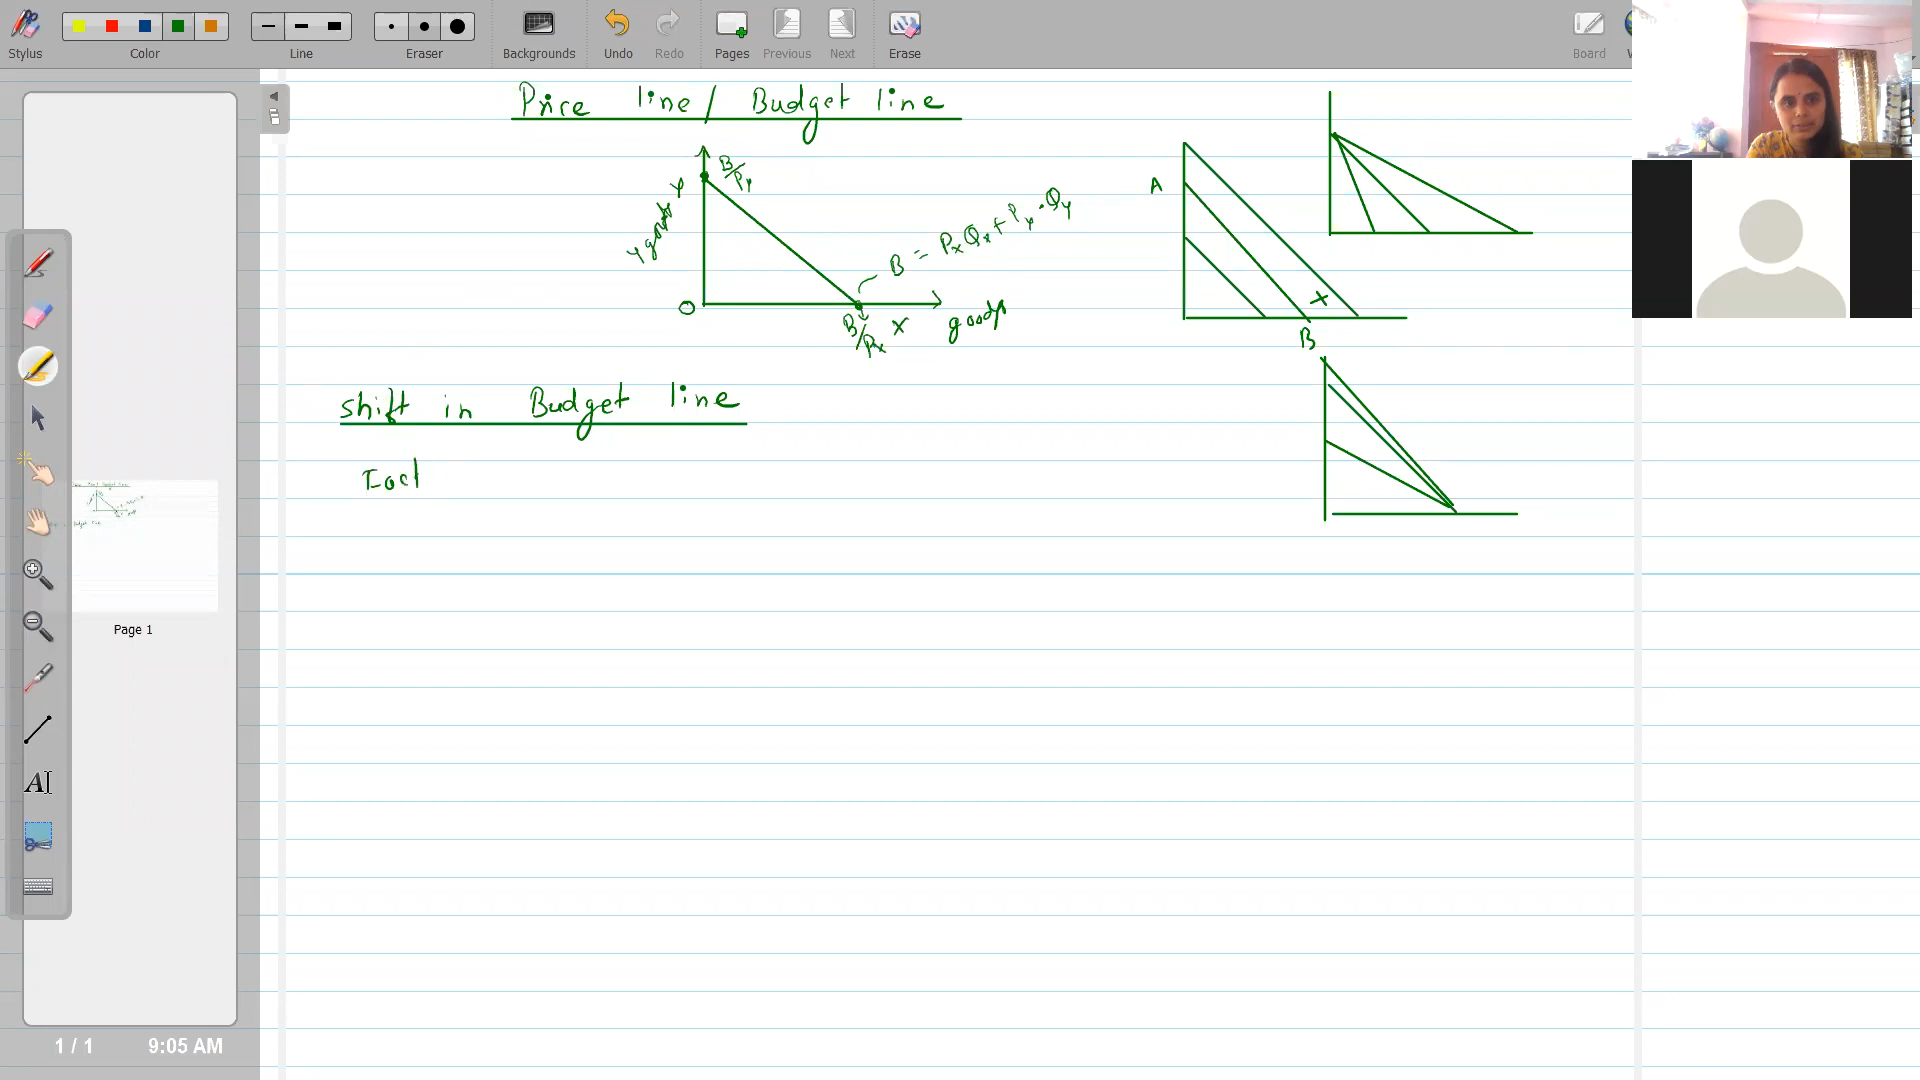 Stylus Color Line Eraser Backgrounds Undo Redo Pages Previous Next Erase Board
Price line / Budget line
B/Py
Y
Y goods
A
B = PxQx + Py . Qy
O
B/Px X goods
X
B
Shift in Budget line
Page 1
1 / 1 9:05 AM